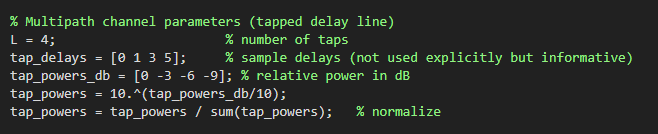 % Multipath channel parameters (tapped delay line)
L = 4;                     % number of taps
tap_delays = [0 1 3 5];    % sample delays (not used explicitly but informative)
tap_powers_db = [0 -3 -6 -9]; % relative power in dB
tap_powers = 10.^(tap_powers_db/10);
tap_powers = tap_powers / sum(tap_powers);   % normalize